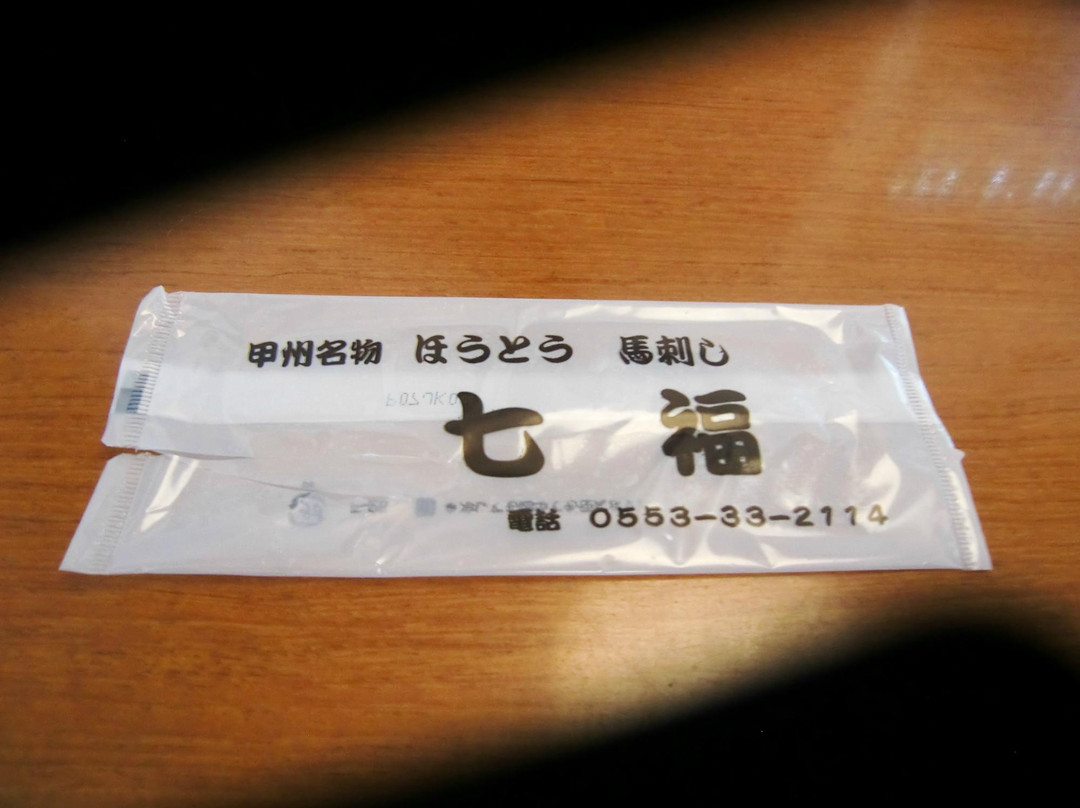 甲州名物 ほうとう 馬刺し
七 福
電話 0553-33-2114